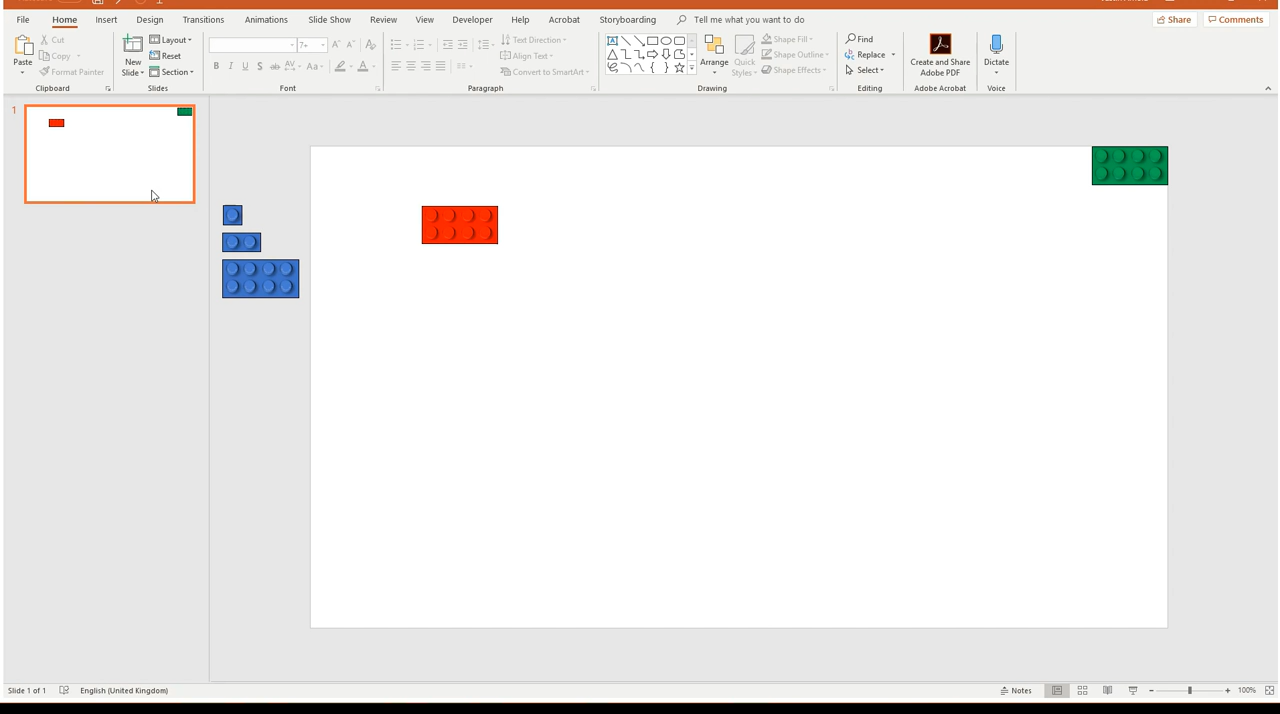 File Home Insert Design Transitions Animations Slide Show Review View Developer Help Acrobat Storyboarding Tell me what you want to do Share Comments
Paste
Cut
Copy
Format Painter
Clipboard
New
Slide
Layout
Reset
Section
Slides
7+
B I U S ab AV Aa A
Font
Text Direction
Align Text
Convert to SmartArt
Paragraph
Arrange
Quick
Styles
Shape Fill
Shape Outline
Shape Effects
Drawing
Find
Replace
Select
Editing
Create and Share
Adobe PDF
Adobe Acrobat
Dictate
Voice
1
Slide 1 of 1 English (United Kingdom) Notes 100%